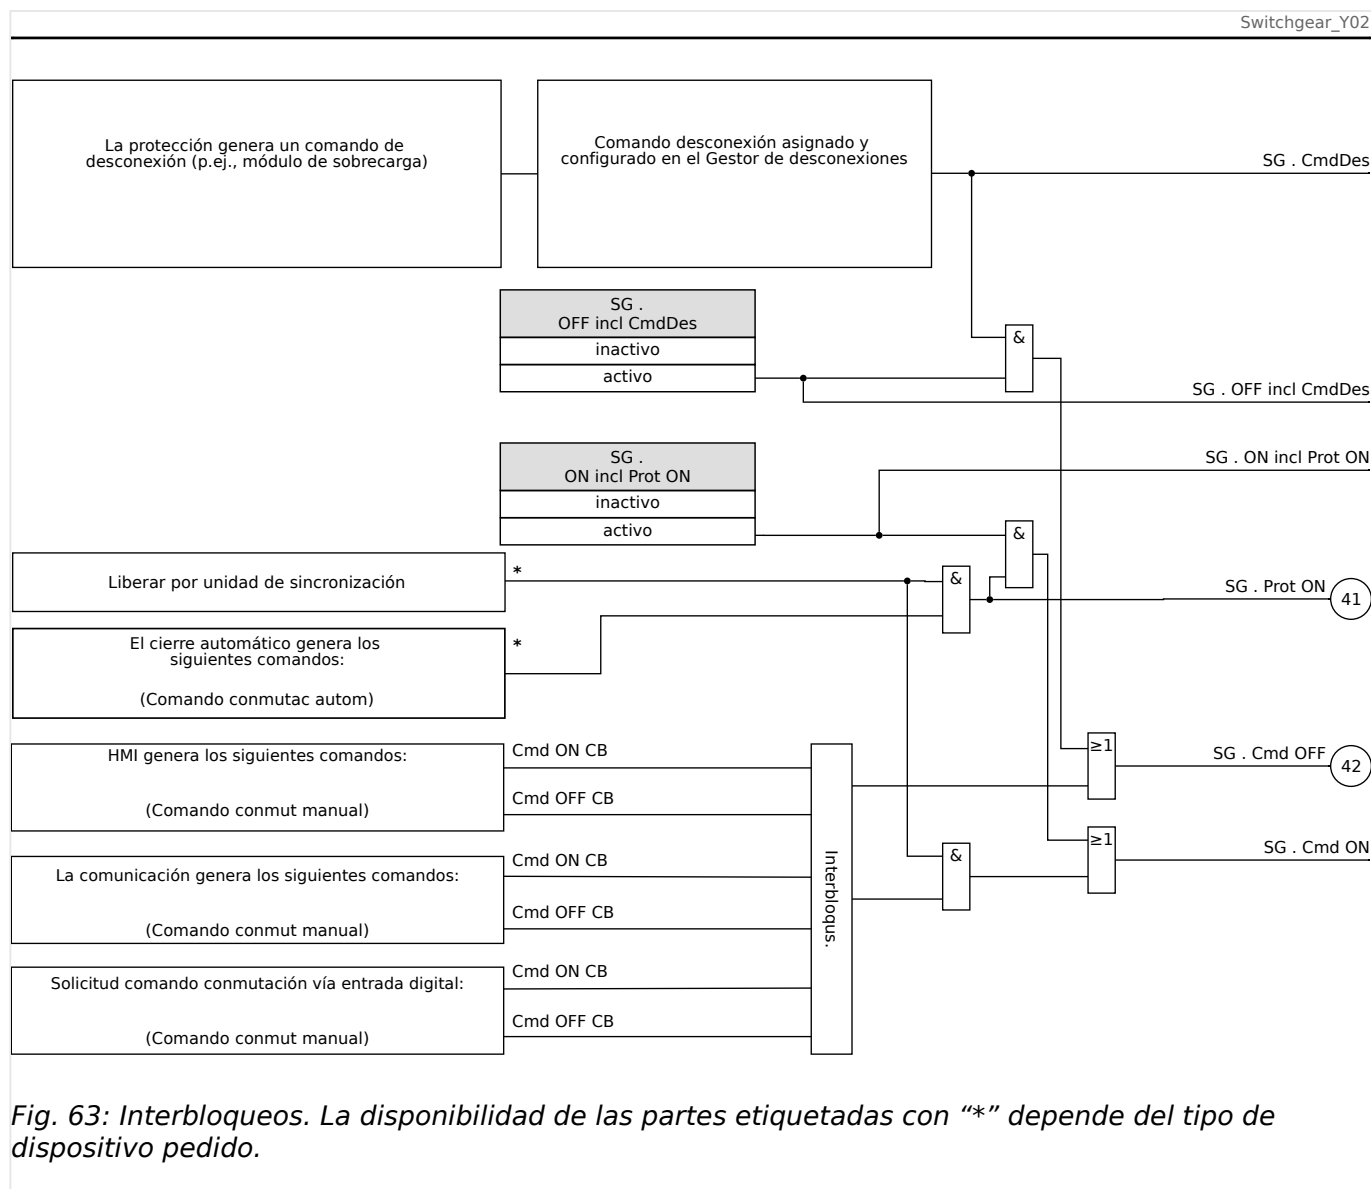 Switchgear_Y02
La protección genera un comando de
desconexión (p.ej., módulo de sobrecarga)
Comando desconexión asignado y
configurado en el Gestor de desconexiones
SG . CmdDes
SG .
OFF incl CmdDes
inactivo
activo
&
SG . OFF incl CmdDes
SG .
ON incl Prot ON
inactivo
activo
SG . ON incl Prot ON
&
Liberar por unidad de sincronización
*
&
SG . Prot ON
41
El cierre automático genera los
siguientes comandos:
(Comando conmutac autom)
*
HMI genera los siguientes comandos:
(Comando conmut manual)
Cmd ON CB
Cmd OFF CB
≥1
SG . Cmd OFF
42
La comunicación genera los siguientes comandos:
(Comando conmut manual)
Cmd ON CB
Cmd OFF CB
Interbloqus.
&
≥1
SG . Cmd ON
Solicitud comando conmutación vía entrada digital:
(Comando conmut manual)
Cmd ON CB
Cmd OFF CB
Fig. 63: Interbloqueos. La disponibilidad de las partes etiquetadas con “*” depende del tipo de
dispositivo pedido.